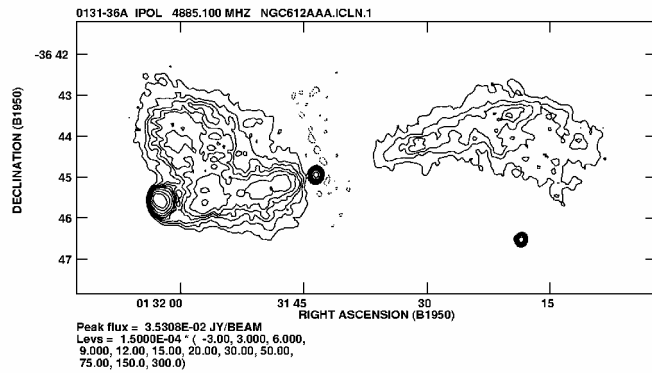 0131-36A IPOL 4885.100 MHZ NGC612AAA.ICLN.1
DECLINATION (B1950)
-36 42
43
44
45
46
47
01 32 00
31 45
30
15
RIGHT ASCENSION (B1950)
Peak flux = 3.5308E-02 JY/BEAM
Levs = 1.5000E-04 * ( -3.00, 3.000, 6.000,
9.000, 12.00, 15.00, 20.00, 30.00, 50.00,
75.00, 150.0, 300.0)